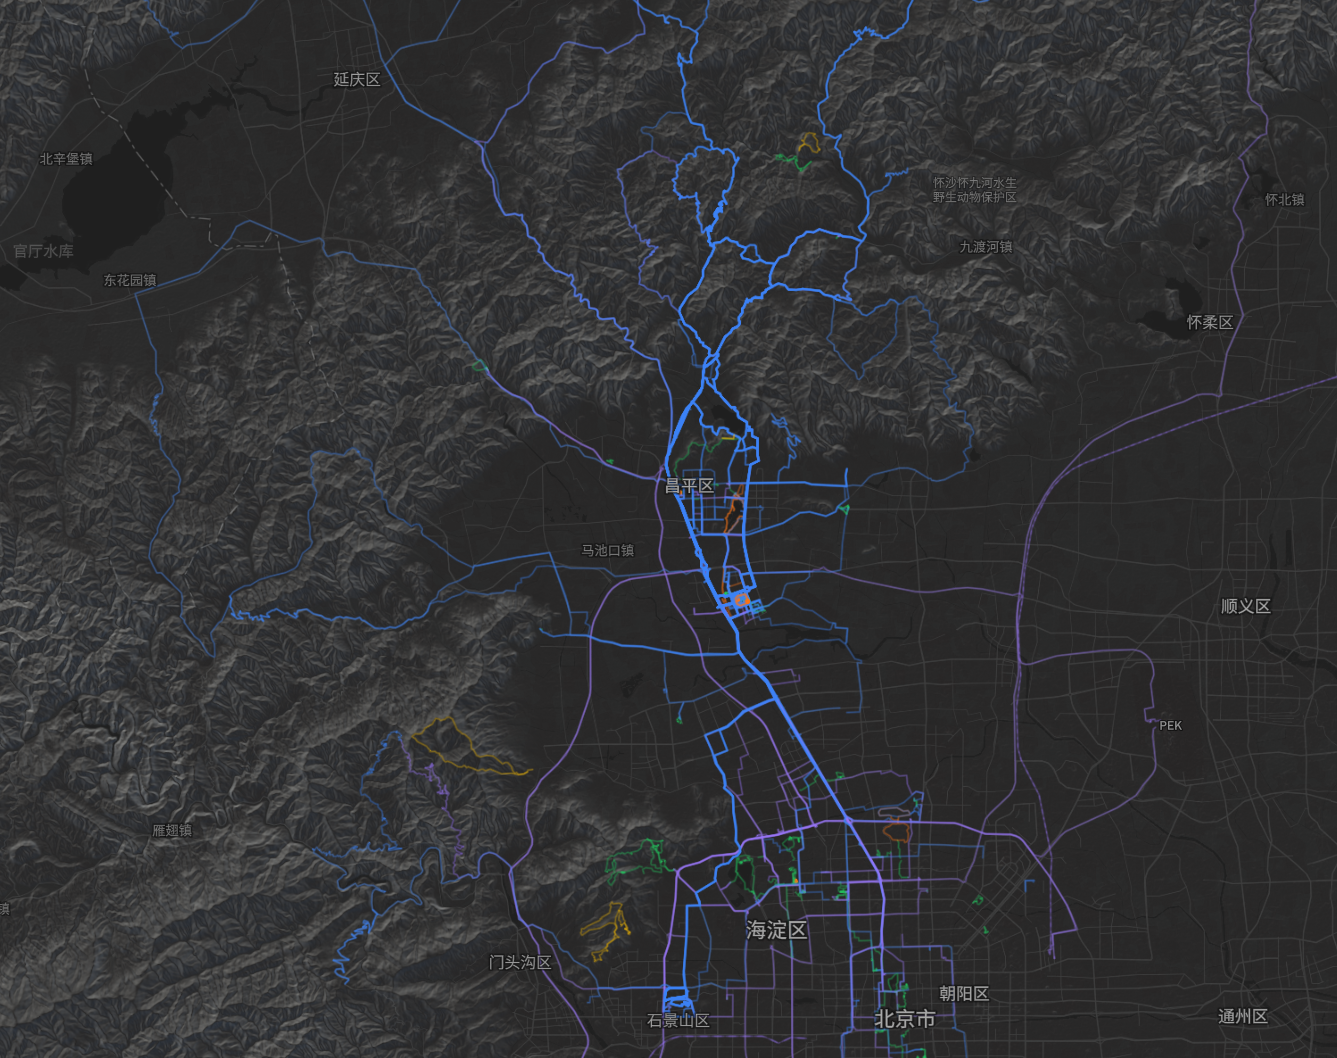 延庆区
北辛堡镇
怀沙怀九河水生
野生动物保护区
怀北镇
官厅水库
九渡河镇
东花园镇
怀柔区
昌平区
马池口镇
顺义区
PEK
雁翅镇
镇
海淀区
门头沟区
朝阳区
石景山区
北京市
通州区